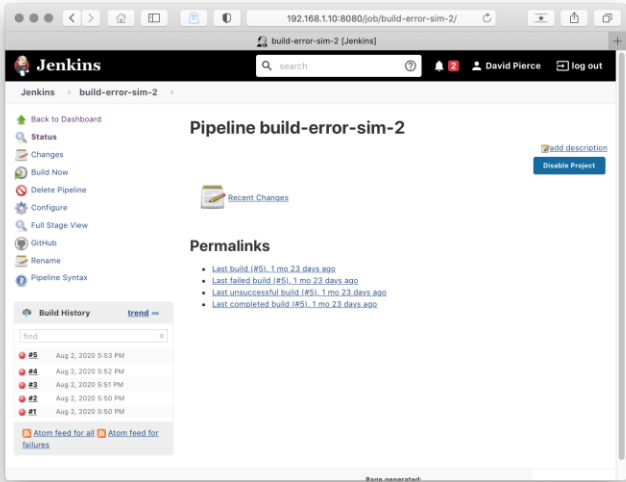 192.168.1.10:8080/job/build-error-sim-2/
build-error-sim-2 [Jenkins]
Jenkins
search
2
David Pierce
log out
Jenkins
build-error-sim-2
Back to Dashboard
Status
Changes
Build Now
Delete Pipeline
Configure
Full Stage View
GitHub
Rename
Pipeline Syntax
Build History
trend
find
x
#5 Aug 2, 2020 5:53 PM
#4 Aug 2, 2020 5:52 PM
#3 Aug 2, 2020 5:51 PM
#2 Aug 2, 2020 5:50 PM
#1 Aug 2, 2020 5:50 PM
Atom feed for all Atom feed for
failures
Pipeline build-error-sim-2
add description
Disable Project
Recent Changes
Permalinks
Last build (#5), 1 mo 23 days ago
Last failed build (#5), 1 mo 23 days ago
Last unsuccessful build (#5), 1 mo 23 days ago
Last completed build (#5), 1 mo 23 days ago
Page generated: